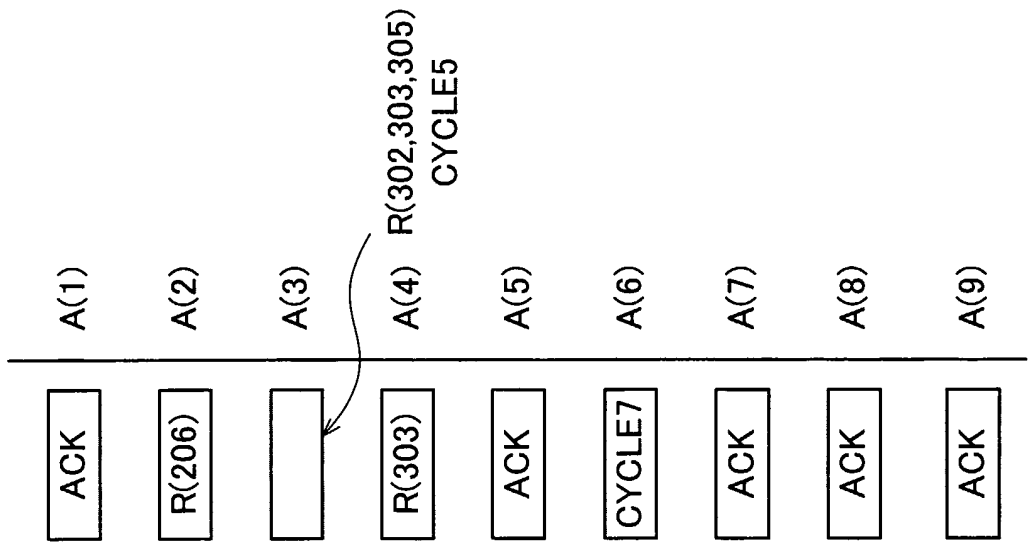 ACK A(1)
R(206) A(2)
A(3)
R(302,303,305)
CYCLE5
R(303) A(4)
ACK A(5)
CYCLE7 A(6)
ACK A(7)
ACK A(8)
ACK A(9)